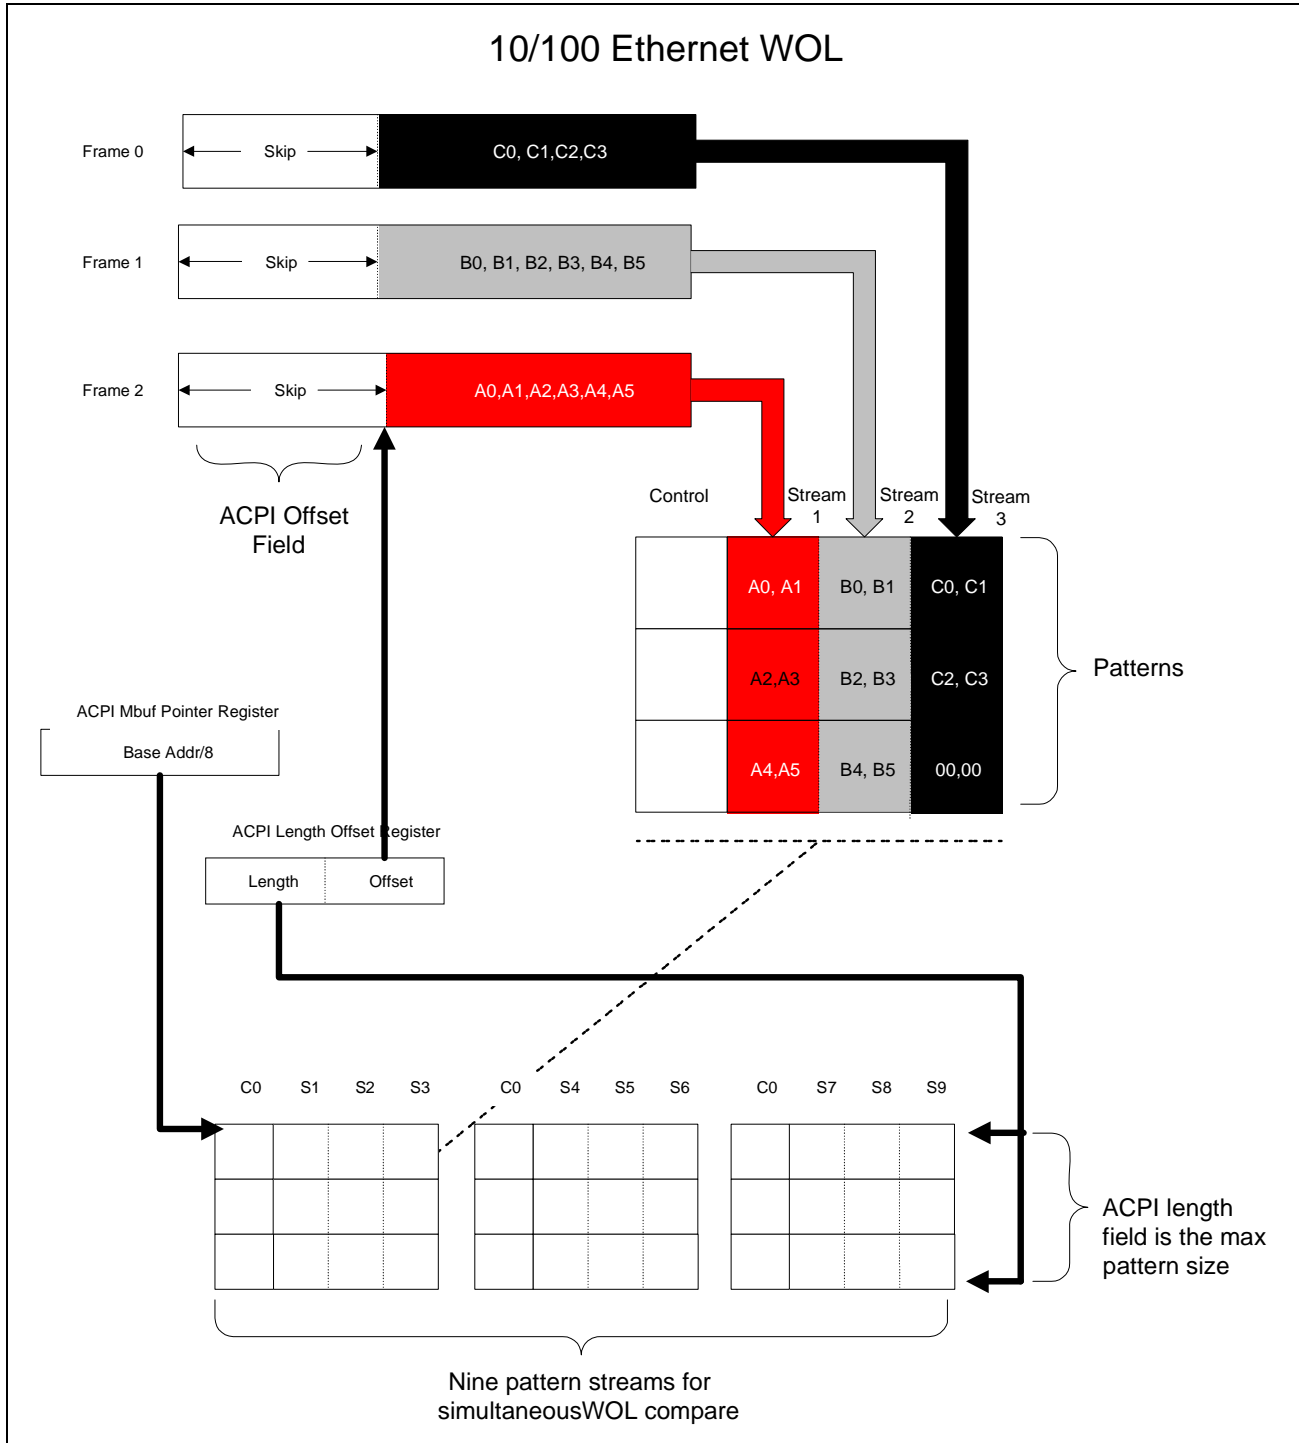 10/100 Ethernet WOL
Frame 0
Skip
C0, C1,C2,C3
Frame 1
Skip
B0, B1, B2, B3, B4, B5
Frame 2
Skip
A0,A1,A2,A3,A4,A5
ACPI Offset
Field
Control
Stream
1
Stream
2
Stream
3
A0, A1
B0, B1
C0, C1
A2,A3
B2, B3
C2, C3
A4,A5
B4, B5
00,00
Patterns
ACPI Mbuf Pointer Register
Base Addr/8
ACPI Length Offset Register
Length
Offset
C0 S1 S2 S3
C0 S4 S5 S6
C0 S7 S8 S9
ACPI length
field is the max
pattern size
Nine pattern streams for
simultaneousWOL compare